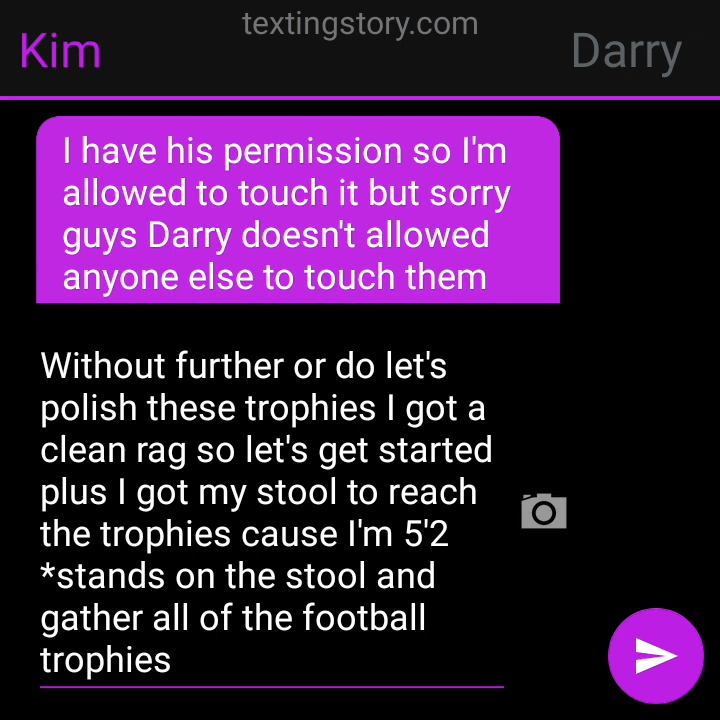 textingstory.com
Kim
Darry
I have his permission so I'm
allowed to touch it but sorry
guys Darry doesn't allowed
anyone else to touch them
Without further or do let's
polish these trophies I got a
clean rag so let's get started
plus I got my stool to reach
the trophies cause I'm 5'2
*stands on the stool and
gather all of the football
trophies